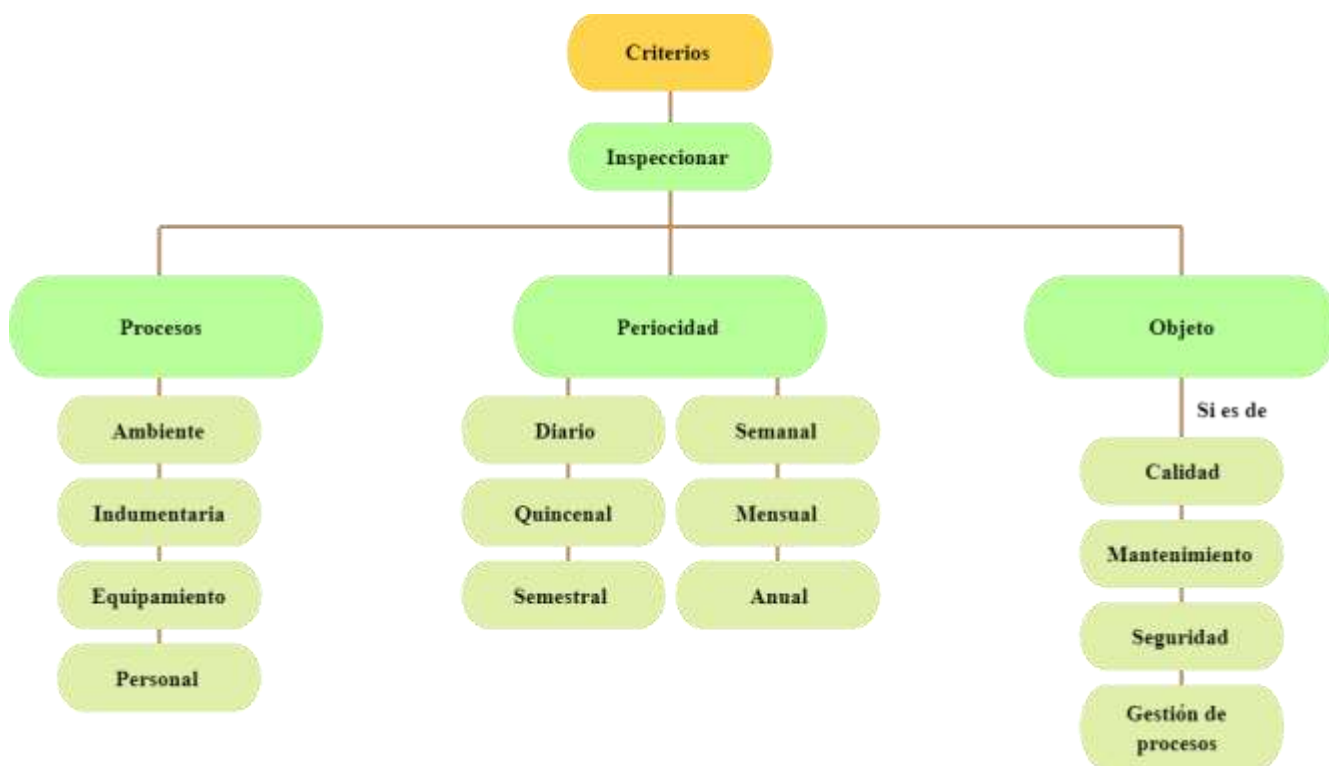 Criterios
Inspeccionar
Procesos
Periocidad
Objeto
Si es de
Ambiente
Indumentaria
Equipamiento
Personal
Diario
Semanal
Quincenal
Mensual
Semestral
Anual
Calidad
Mantenimiento
Seguridad
Gestión de
procesos